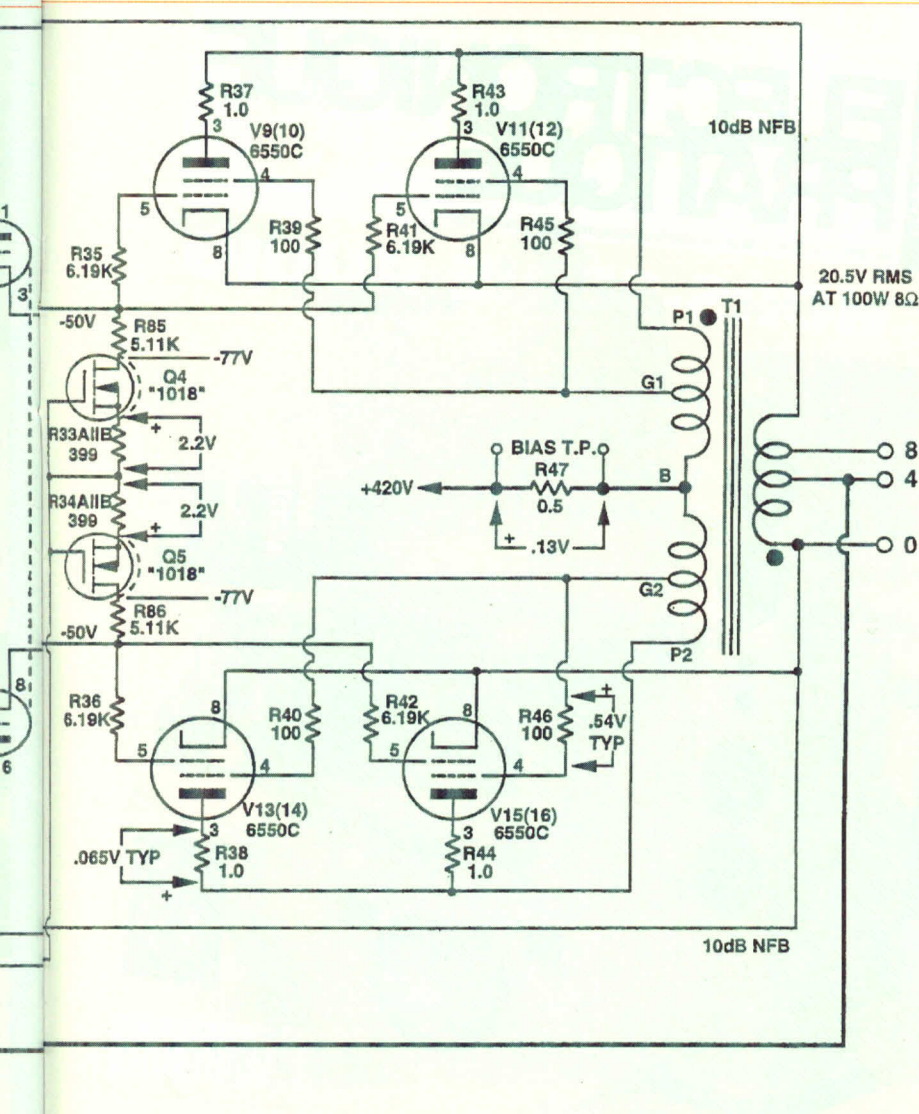 R37
1.0
3
V9(10)
6550C
4
5
8
R35
6.19K
R39
100
R43
1.0
3
V11(12)
6550C
4
5
8
R41
6.19K
R45
100
10dB NFB
20.5V RMS
AT 100W 8Ω
1
3
-50V
R85
5.11K
-77V
Q4
"1018"
+
2.2V
R33AIIB
399
R34AIIB
399
2.2V
+
Q5
"1018"
-77V
R86
5.11K
-50V
P1
T1
G1
BIAS T.P.
R47
0.5
+420V
B
+
.13V
G2
P2
8
4
0
8
6
R36
6.19K
8
5
4
R40
100
V13(14)
6550C
3
R38
1.0
.065V TYP
+
R42
6.19K
8
5
4
R46
100
+
.54V
TYP
V15(16)
6550C
3
R44
1.0
10dB NFB